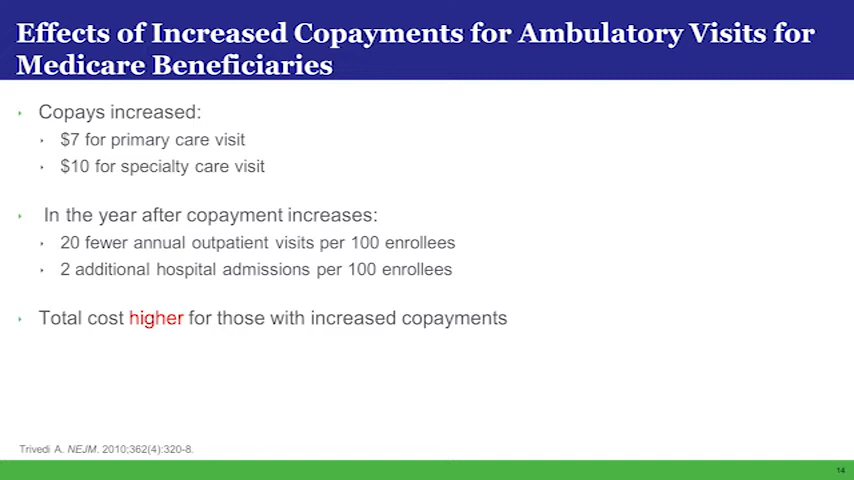 Effects of Increased Copayments for Ambulatory Visits for
Medicare Beneficiaries
Copays increased:
$7 for primary care visit
$10 for specialty care visit
In the year after copayment increases:
20 fewer annual outpatient visits per 100 enrollees
2 additional hospital admissions per 100 enrollees
Total cost higher for those with increased copayments
Trivedi A. NEJM. 2010;362(4):320-8.
14